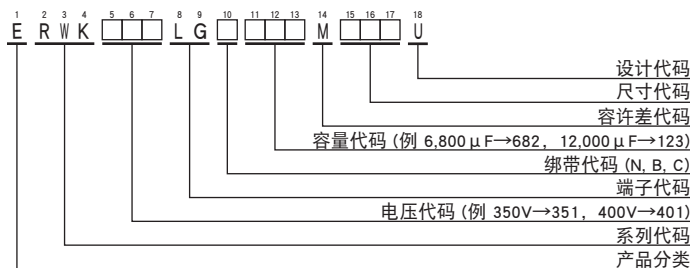 1 2 3 4 5 6 7 8 9 10 11 12 13 14 15 16 17 18
E R W K □□□ L G □ □□□ M □□□ U
设计代码
尺寸代码
容许差代码
容量代码 (例 6,800μF→682，12,000μF→123)
绑带代码 (N, B, C)
端子代码
电压代码 (例 350V→351，400V→401)
系列代码
产品分类